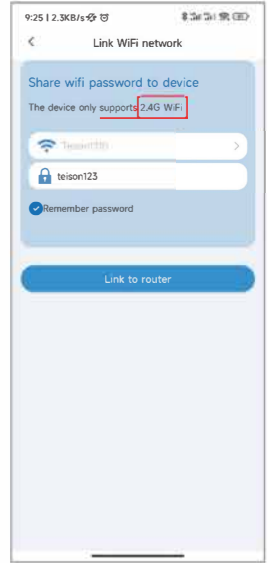 9:25 | 2.3KB/s
Link WiFi network
Share wifi password to device
The device only supports 2.4G WiFi
teison123
Remember password
Link to router